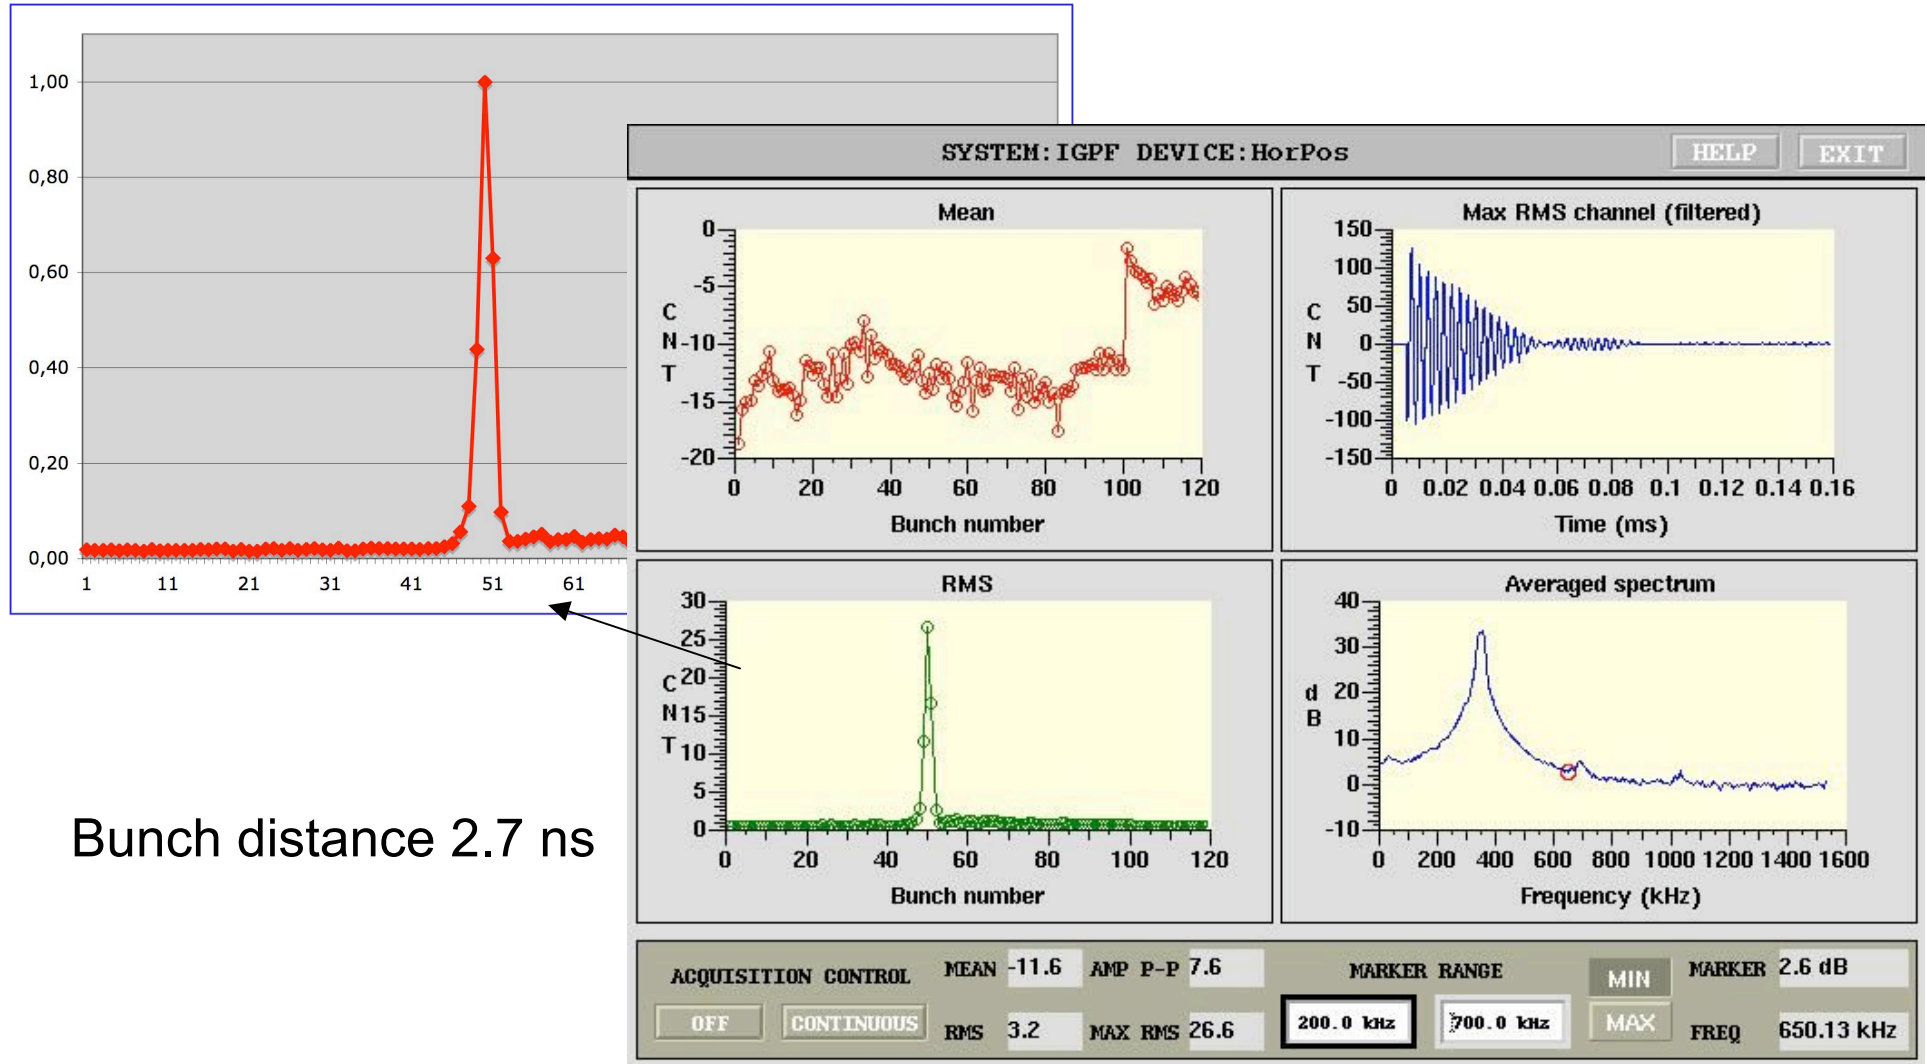 1,00
0,80
0,60
0,40
0,20
0,00
1 11 21 31 41 51 61
SYSTEM:IGPF DEVICE:HorPos
HELP EXIT
Mean
0
-5
-10
-15
-20
C
N
T
0 20 40 60 80 100 120
Bunch number
Max RMS channel (filtered)
150
100
50
0
-50
-100
-150
C
N
T
0 0.02 0.04 0.06 0.08 0.1 0.12 0.14 0.16
Time (ms)
RMS
30
25
20
15
10
5
0
C
N
T
0 20 40 60 80 100 120
Bunch number
Averaged spectrum
40
30
20
10
0
-10
d
B
0 200 400 600 800 1000 1200 1400 1600
Frequency (kHz)
Bunch distance 2.7 ns
ACQUISITION CONTROL
OFF CONTINUOUS
MEAN -11.6 AMP P-P 7.6
RMS 3.2 MAX RMS 26.6
MARKER RANGE
200.0 kHz 700.0 kHz
MIN
MAX
MARKER 2.6 dB
FREQ 650.13 kHz